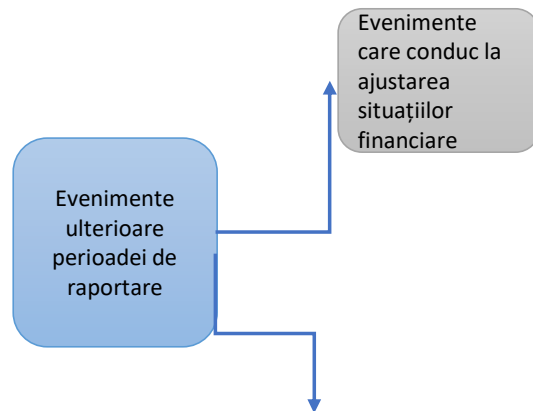 Evenimente
care conduc la
ajustarea
situațiilor
financiare
Evenimente
ulterioare
perioadei de
raportare